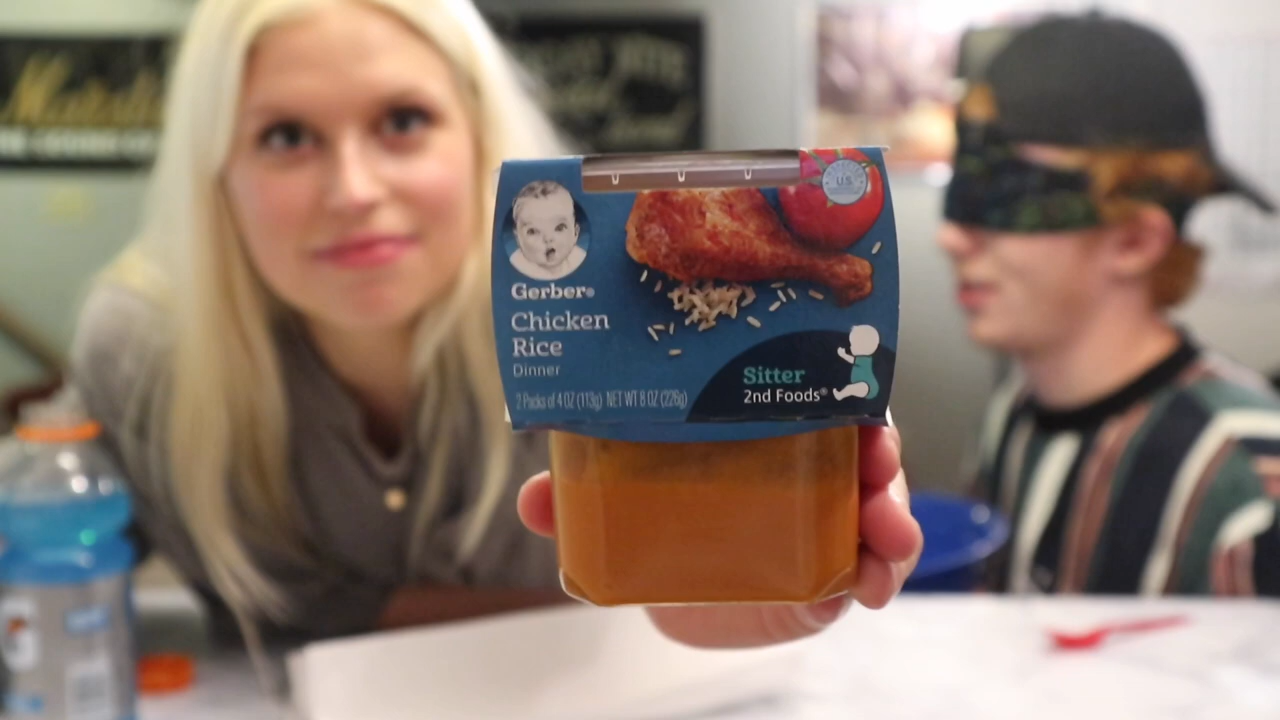 Gerber®
Chicken
Rice
Dinner
2 Packs of 4 OZ (113g) NET WT 8 OZ (226g)
Sitter
2nd Foods®
U.S.